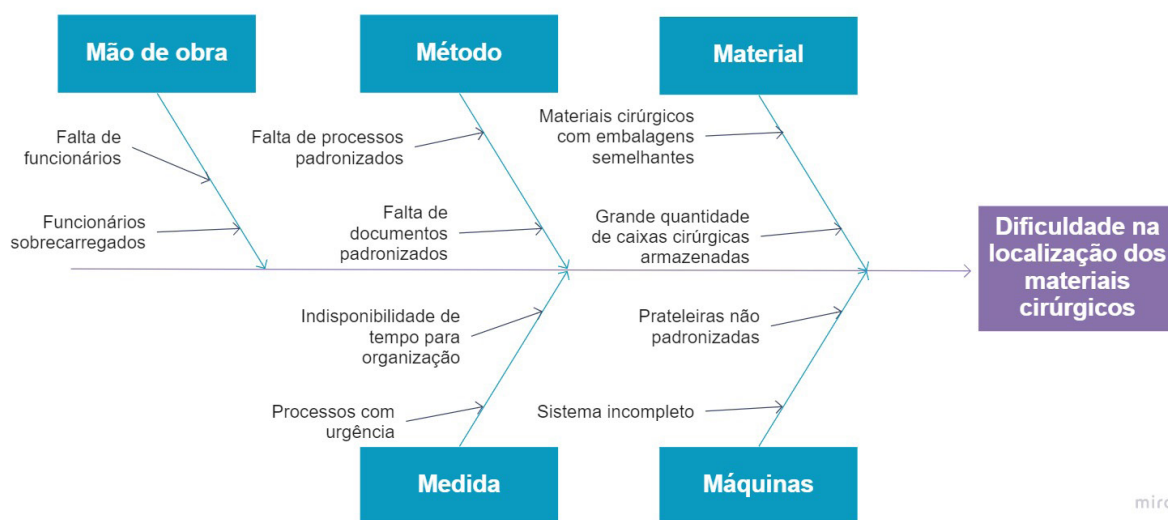 Mão de obra
Método
Material
Falta de
funcionários
Funcionários
sobrecarregados
Falta de processos
padronizados
Falta de
documentos
padronizados
Materiais cirúrgicos
com embalagens
semelhantes
Grande quantidade
de caixas cirúrgicas
armazenadas
Dificuldade na
localização dos
materiais
cirúrgicos
Indisponibilidade de
tempo para
organização
Processos com
urgência
Prateleiras não
padronizadas
Sistema incompleto
Medida
Máquinas